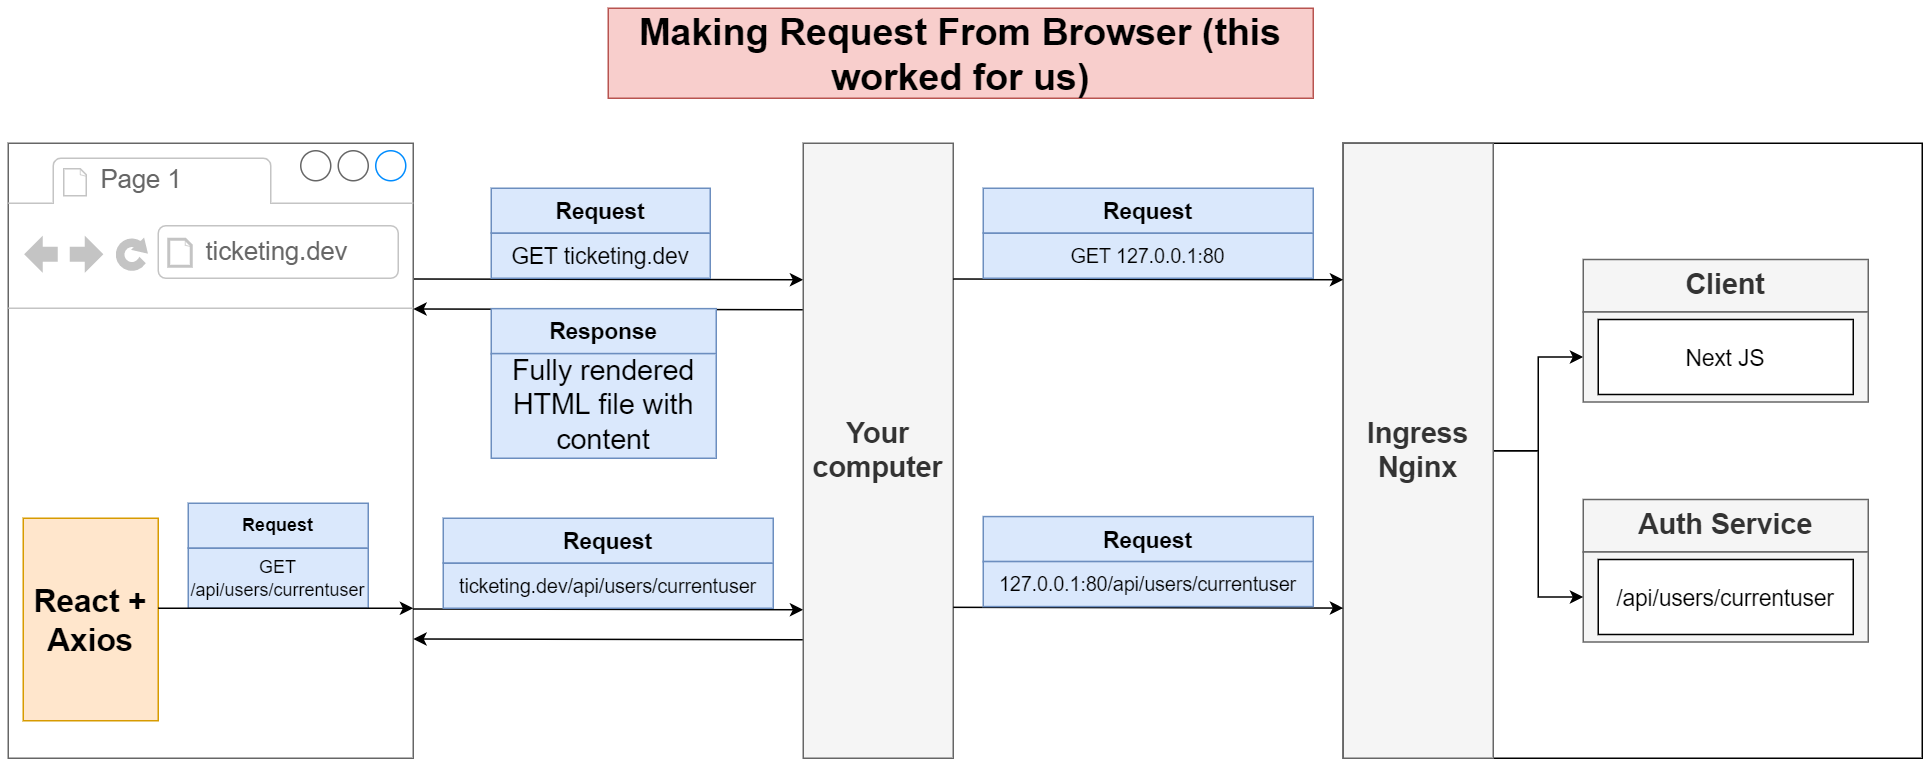 Making Request From Browser (this
worked for us)
Page 1
ticketing.dev
Request
GET ticketing.dev
Response
Fully rendered
HTML file with
content
Request
GET 127.0.0.1:80
React +
Axios
Request
GET
/api/users/currentuser
Request
ticketing.dev/api/users/currentuser
Your
computer
Request
127.0.0.1:80/api/users/currentuser
Ingress
Nginx
Client
Next JS
Auth Service
/api/users/currentuser